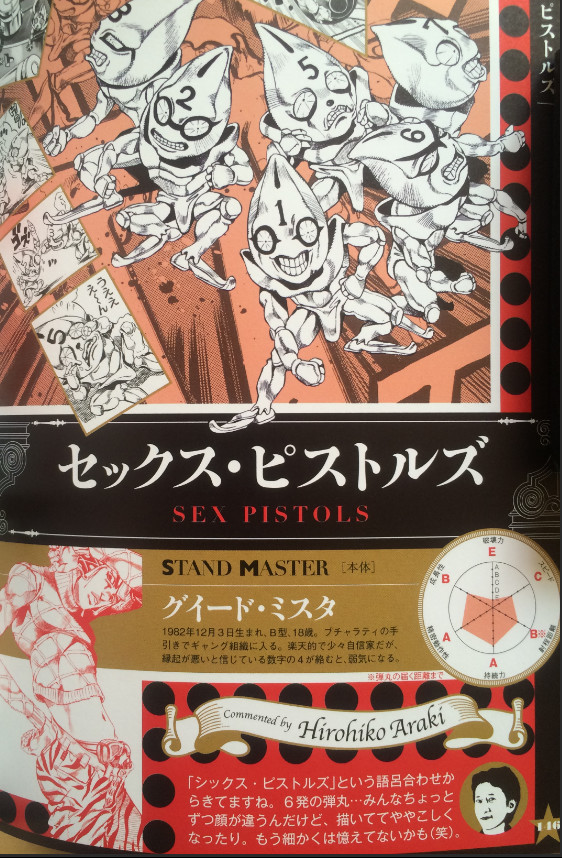 ピストルズ」
2
1
5
7
6
1
うええ
え〜ん
5
セックス・ピストルズ
SEX PISTOLS
STAND MASTER [本体]
グイード・ミスタ
1982年12月3日生まれ、B型、18歳。ブチャラティの手
引きでギャング組織に入る。楽天的で少々自信家だが、
縁起が悪いと信じている数字の4が絡むと、弱気になる。
破壊力
E
スピード
C
B※
射程距離
A
持続力
A
精密動作性
B
成長性
A
B
C
D
E
※弾丸の届く距離まで
Commented by Hirohiko Araki
「シックス・ピストルズ」という語呂合わせか
らきてますね。6発の弾丸…みんなちょっと
ずつ顔が違うんだけど、描いててややこしく
なったり。もう細かくは憶えてないかも(笑)。
146